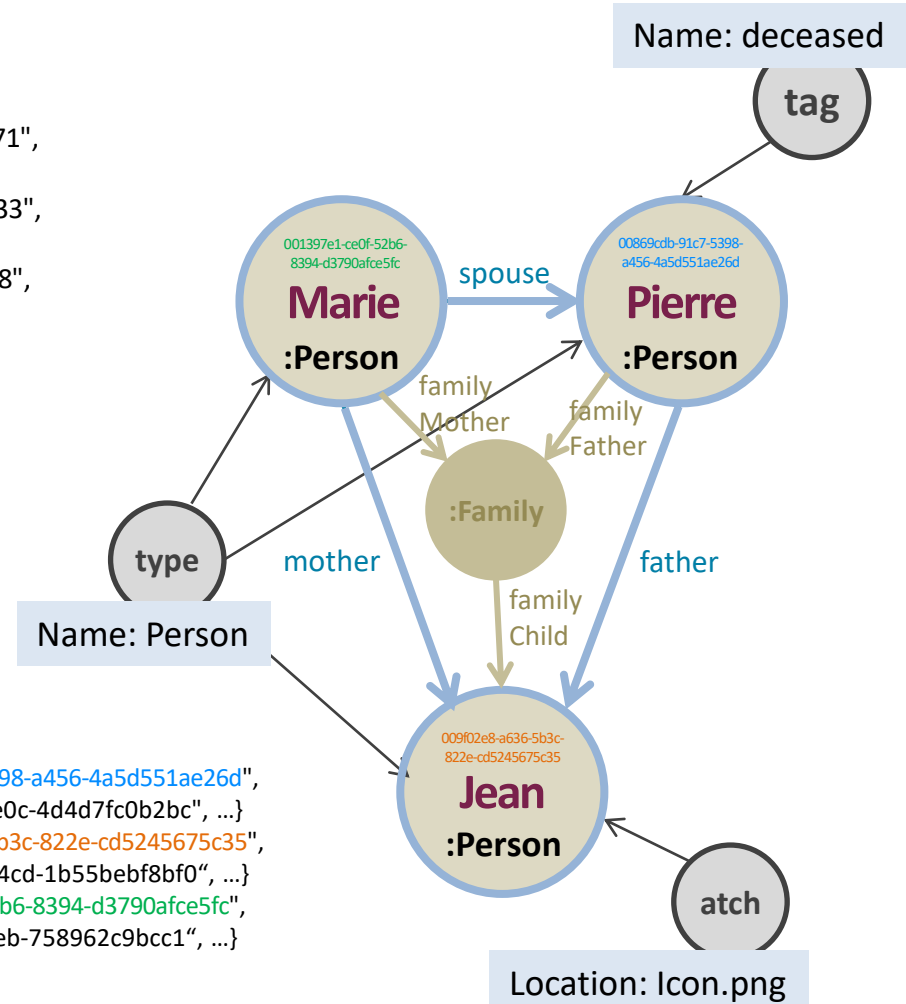 Name: deceased
tag
71",
33",
8",
001397e1-ce0f-52b6-
8394-d3790afce5fc
Marie
:Person
spouse
00869cdb-91c7-5398-
a456-4a5d551ae26d
Pierre
:Person
family
Mother
family
Father
:Family
type
Name: Person
mother
father
family
Child
009f02e8-a636-5b3c-
822e-cd5245675c35
Jean
:Person
98-a456-4a5d551ae26d",
e0c-4d4d7fc0b2bc", ...}
b3c-822e-cd5245675c35",
4cd-1b55bebf8bf0“, ...}
b6-8394-d3790afce5fc",
eb-758962c9bcc1“, ...}
atch
Location: Icon.png